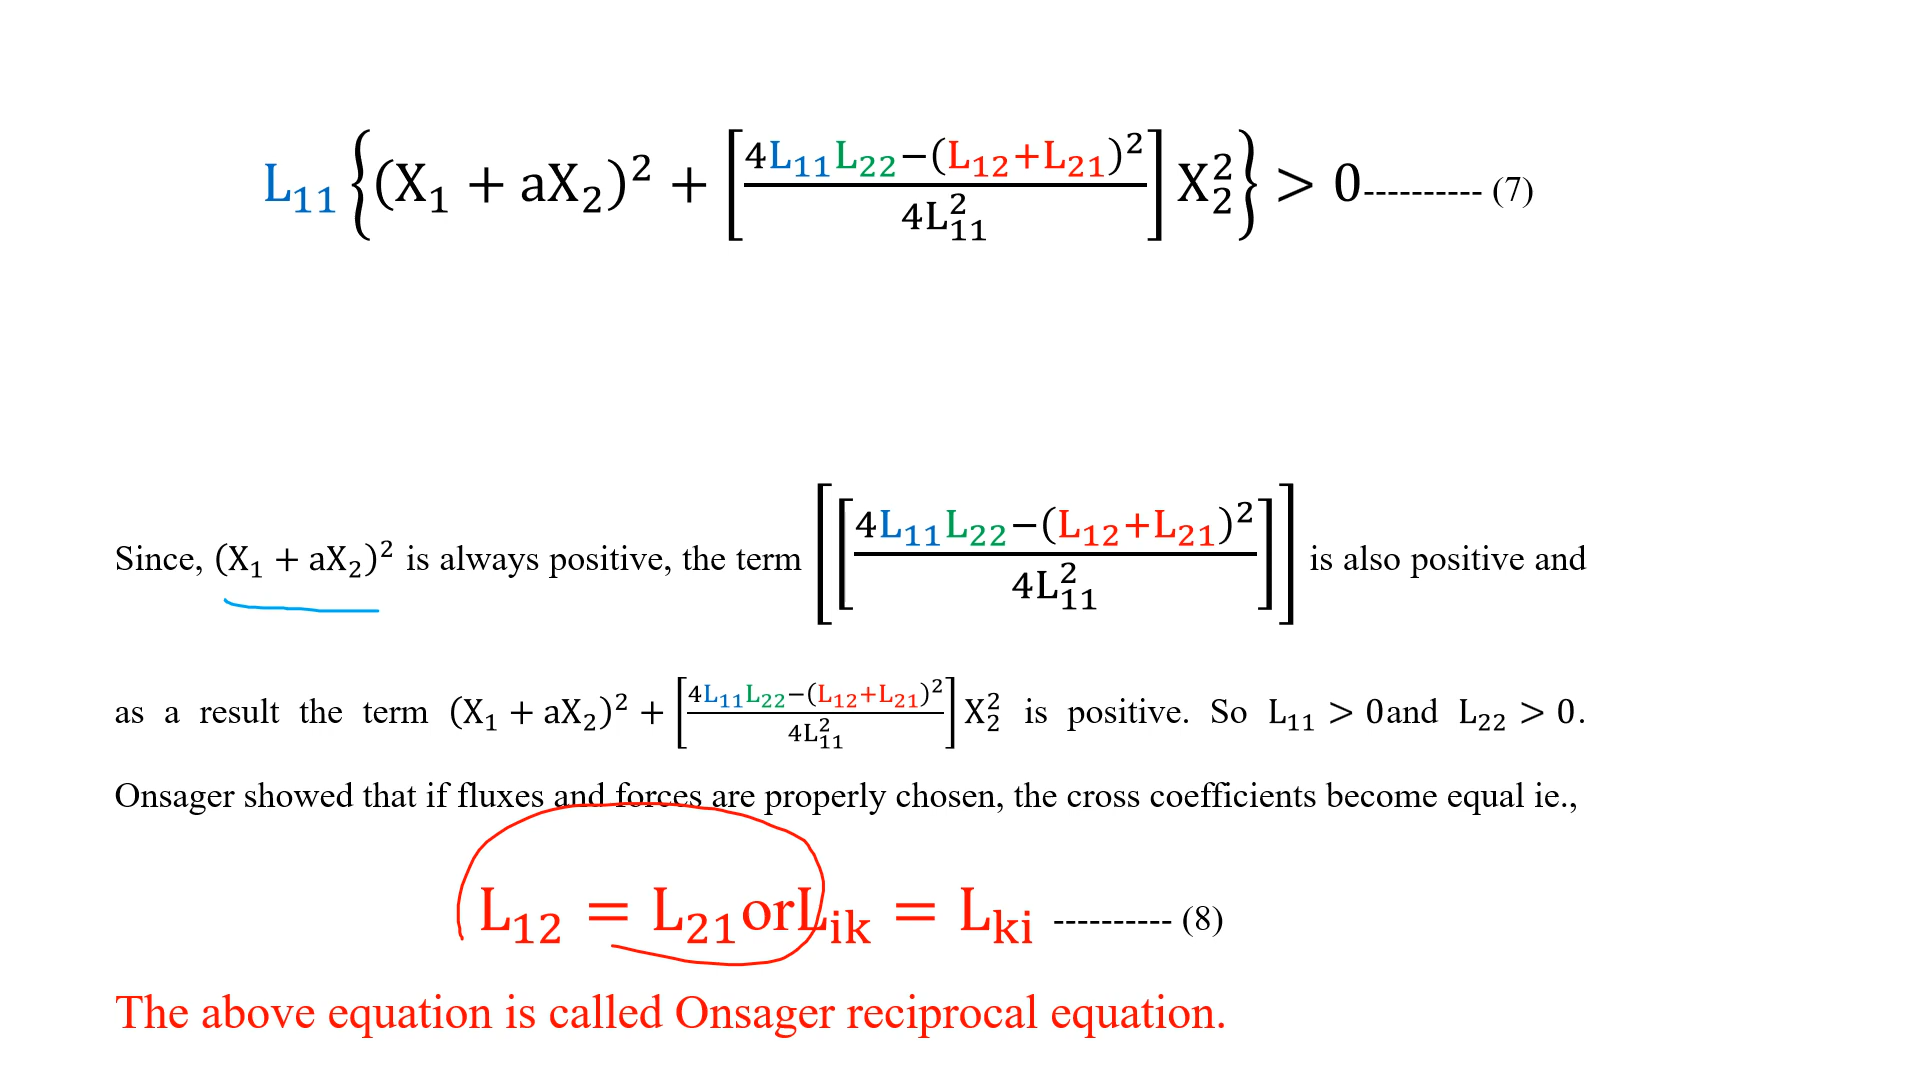 L₁₁ {(X₁ + aX₂)² + [(4L₁₁L₂₂−(L₁₂+L₂₁)²)/(4L₁₁²)] X₂²} > 0---------- (7)
Since, (X₁ + aX₂)² is always positive, the term [[(4L₁₁L₂₂−(L₁₂+L₂₁)²)/(4L₁₁²)]] is also positive and
as a result the term (X₁ + aX₂)² + [(4L₁₁L₂₂−(L₁₂+L₂₁)²)/(4L₁₁²)] X₂² is positive. So L₁₁ > 0and L₂₂ > 0.
Onsager showed that if fluxes and forces are properly chosen, the cross coefficients become equal ie.,
L₁₂ = L₂₁orLᵢₖ = Lₖᵢ ---------- (8)
The above equation is called Onsager reciprocal equation.